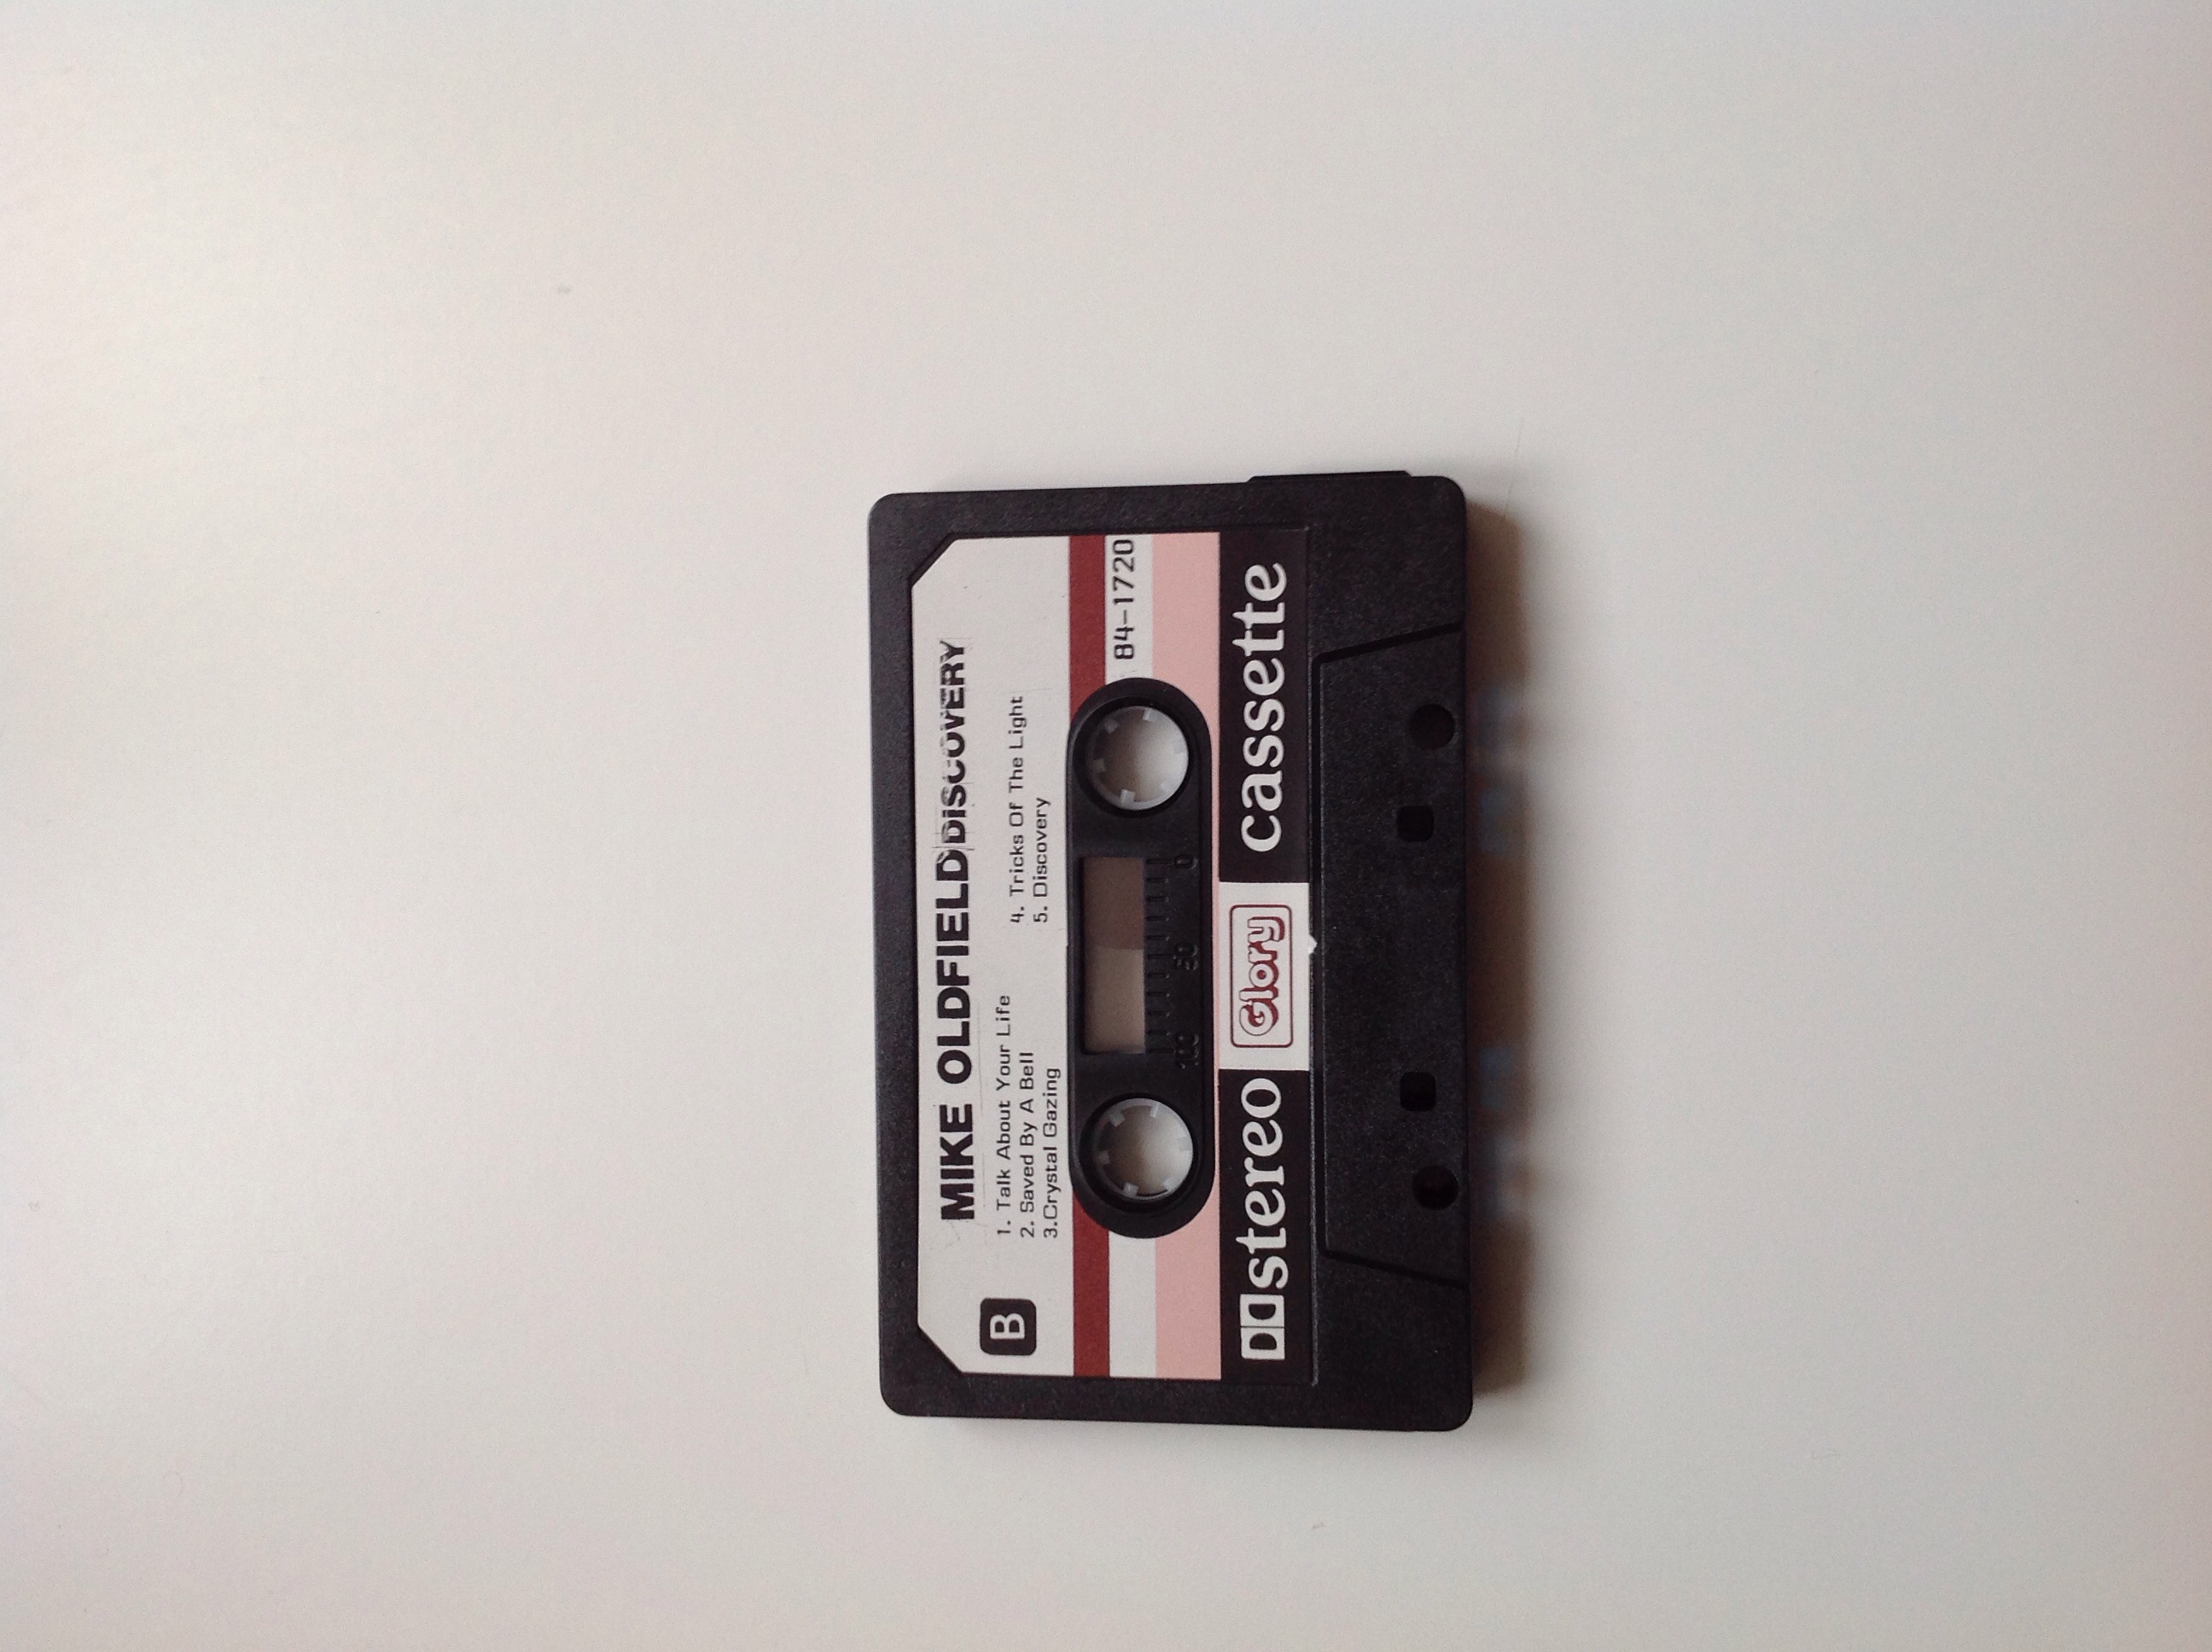 MIKE OLDFIELD DISCOVERY
B
1. Talk About Your Life
2. Saved By A Bell
3.Crystal Gazing
4. Tricks Of The Light
5. Discovery
84-1720
100 50 0
stereo Glory cassette